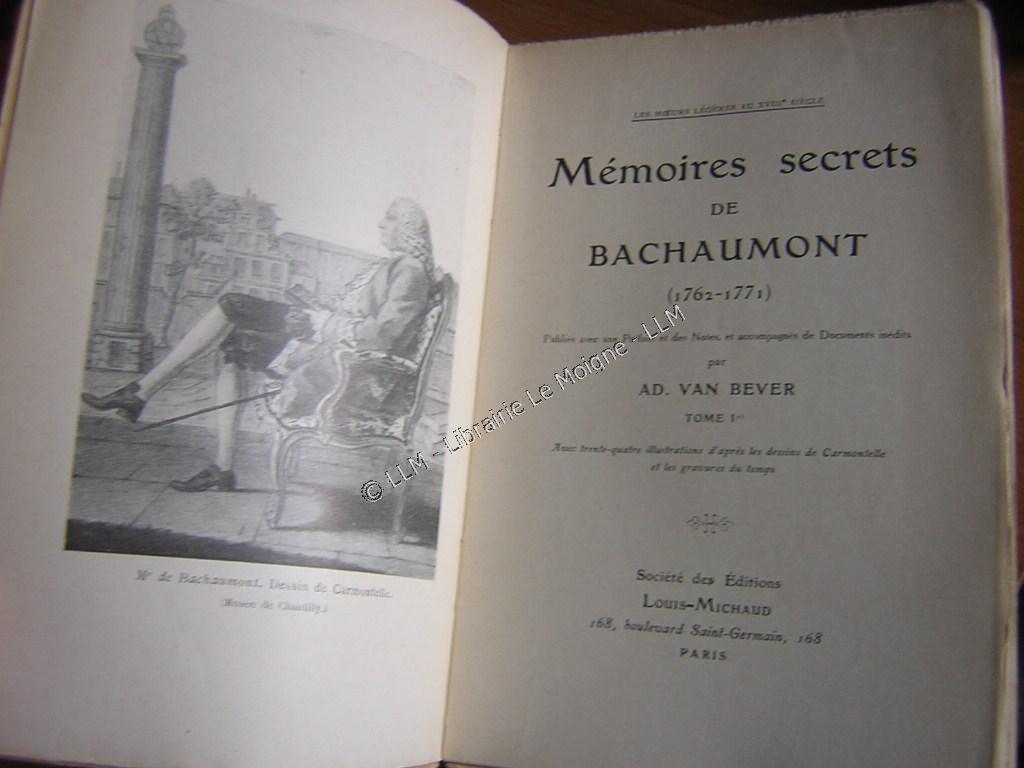 Mr de Bachaumont. Dessin de Carmontelle.
(Musée de Chantilly.)
LES MŒURS LÉGÈRES AU XVIIIe SIÈCLE
Mémoires secrets
DE
BACHAUMONT
(1762-1771)
Publiés avec une et des Notes, et accompagnés de Documents inédits
par
AD. VAN BEVER
TOME Ier
Avec trente-quatre illustrations d'après les dessins de Carmontelle
et les gravures du temps
Société des Éditions
LOUIS-MICHAUD
168, boulevard Saint-Germain, 168
PARIS
© LLM - Librairie Le Moigne - LLM